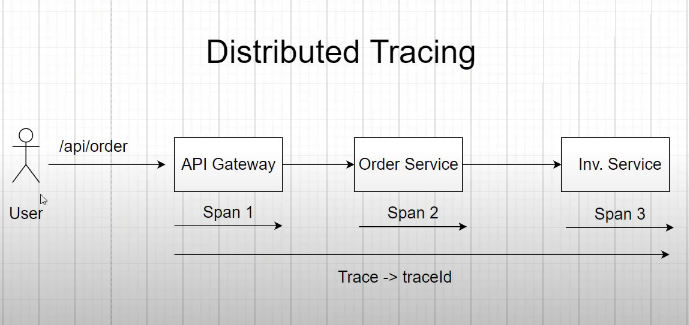 Distributed Tracing
/api/order
API Gateway
Order Service
Inv. Service
User
Span 1
Span 2
Span 3
Trace -> traceId